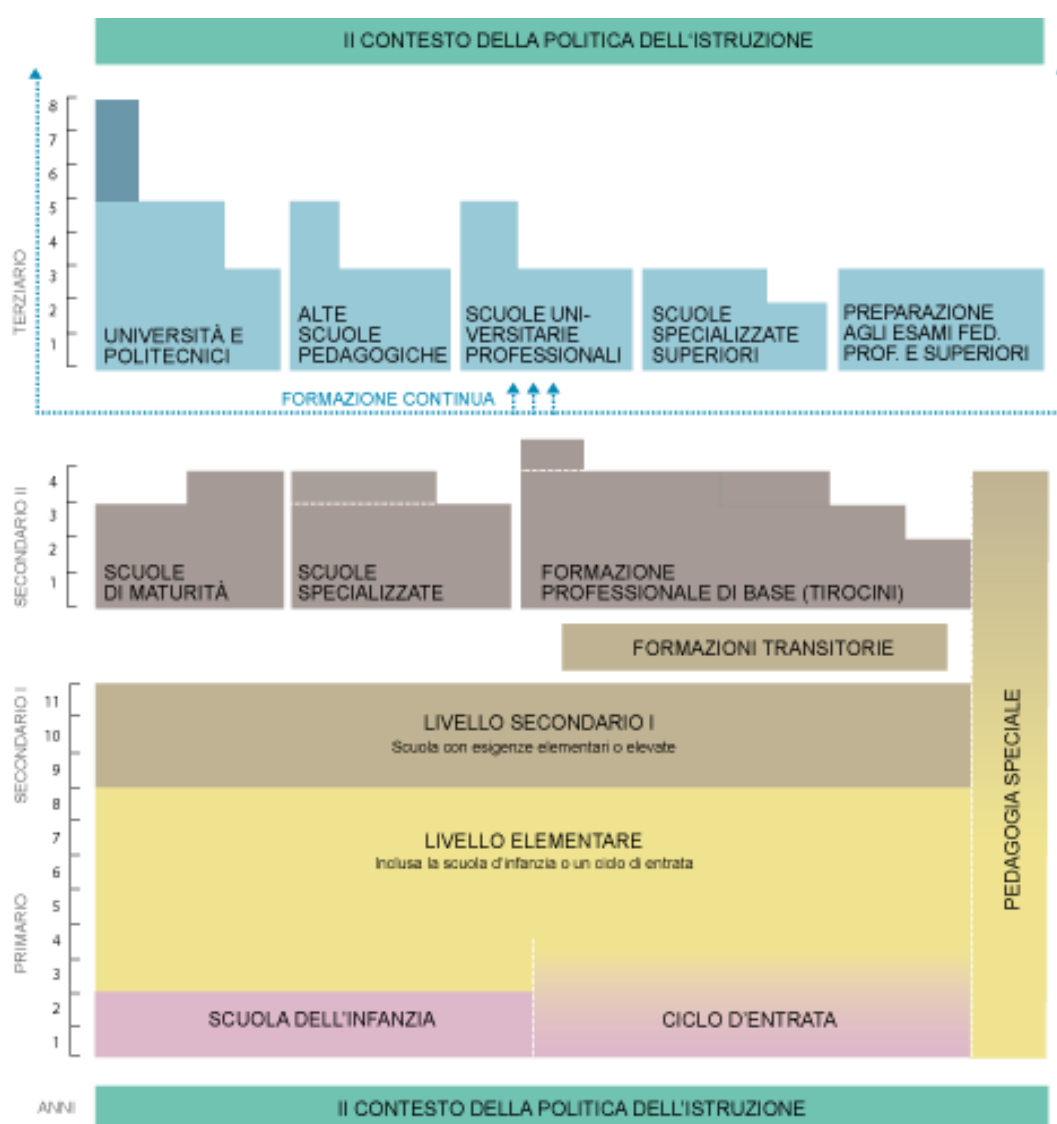 II CONTESTO DELLA POLITICA DELL'ISTRUZIONE
TERZIARIO
8
7
6
5
4
3
2
1
UNIVERSITÀ E
POLITECNICI
ALTE
SCUOLE
PEDAGOGICHE
SCUOLE UNI-
VERSITARIE
PROFESSIONALI
SCUOLE
SPECIALIZZATE
SUPERIORI
PREPARAZIONE
AGLI ESAMI FED.
PROF. E SUPERIORI
FORMAZIONE CONTINUA
SECONDARIO II
4
3
2
1
SCUOLE
DI MATURITÀ
SCUOLE
SPECIALIZZATE
FORMAZIONE
PROFESSIONALE DI BASE (TIROCINI)
FORMAZIONI TRANSITORIE
SECONDARIO I
11
10
9
LIVELLO SECONDARIO I
Scuola con esigenze elementari o elevate
PRIMARIO
8
7
6
5
4
3
2
1
LIVELLO ELEMENTARE
Inclusa la scuola d'infanzia o un ciclo di entrata
SCUOLA DELL'INFANZIA
CICLO D'ENTRATA
PEDAGOGIA SPECIALE
ANNI
II CONTESTO DELLA POLITICA DELL'ISTRUZIONE